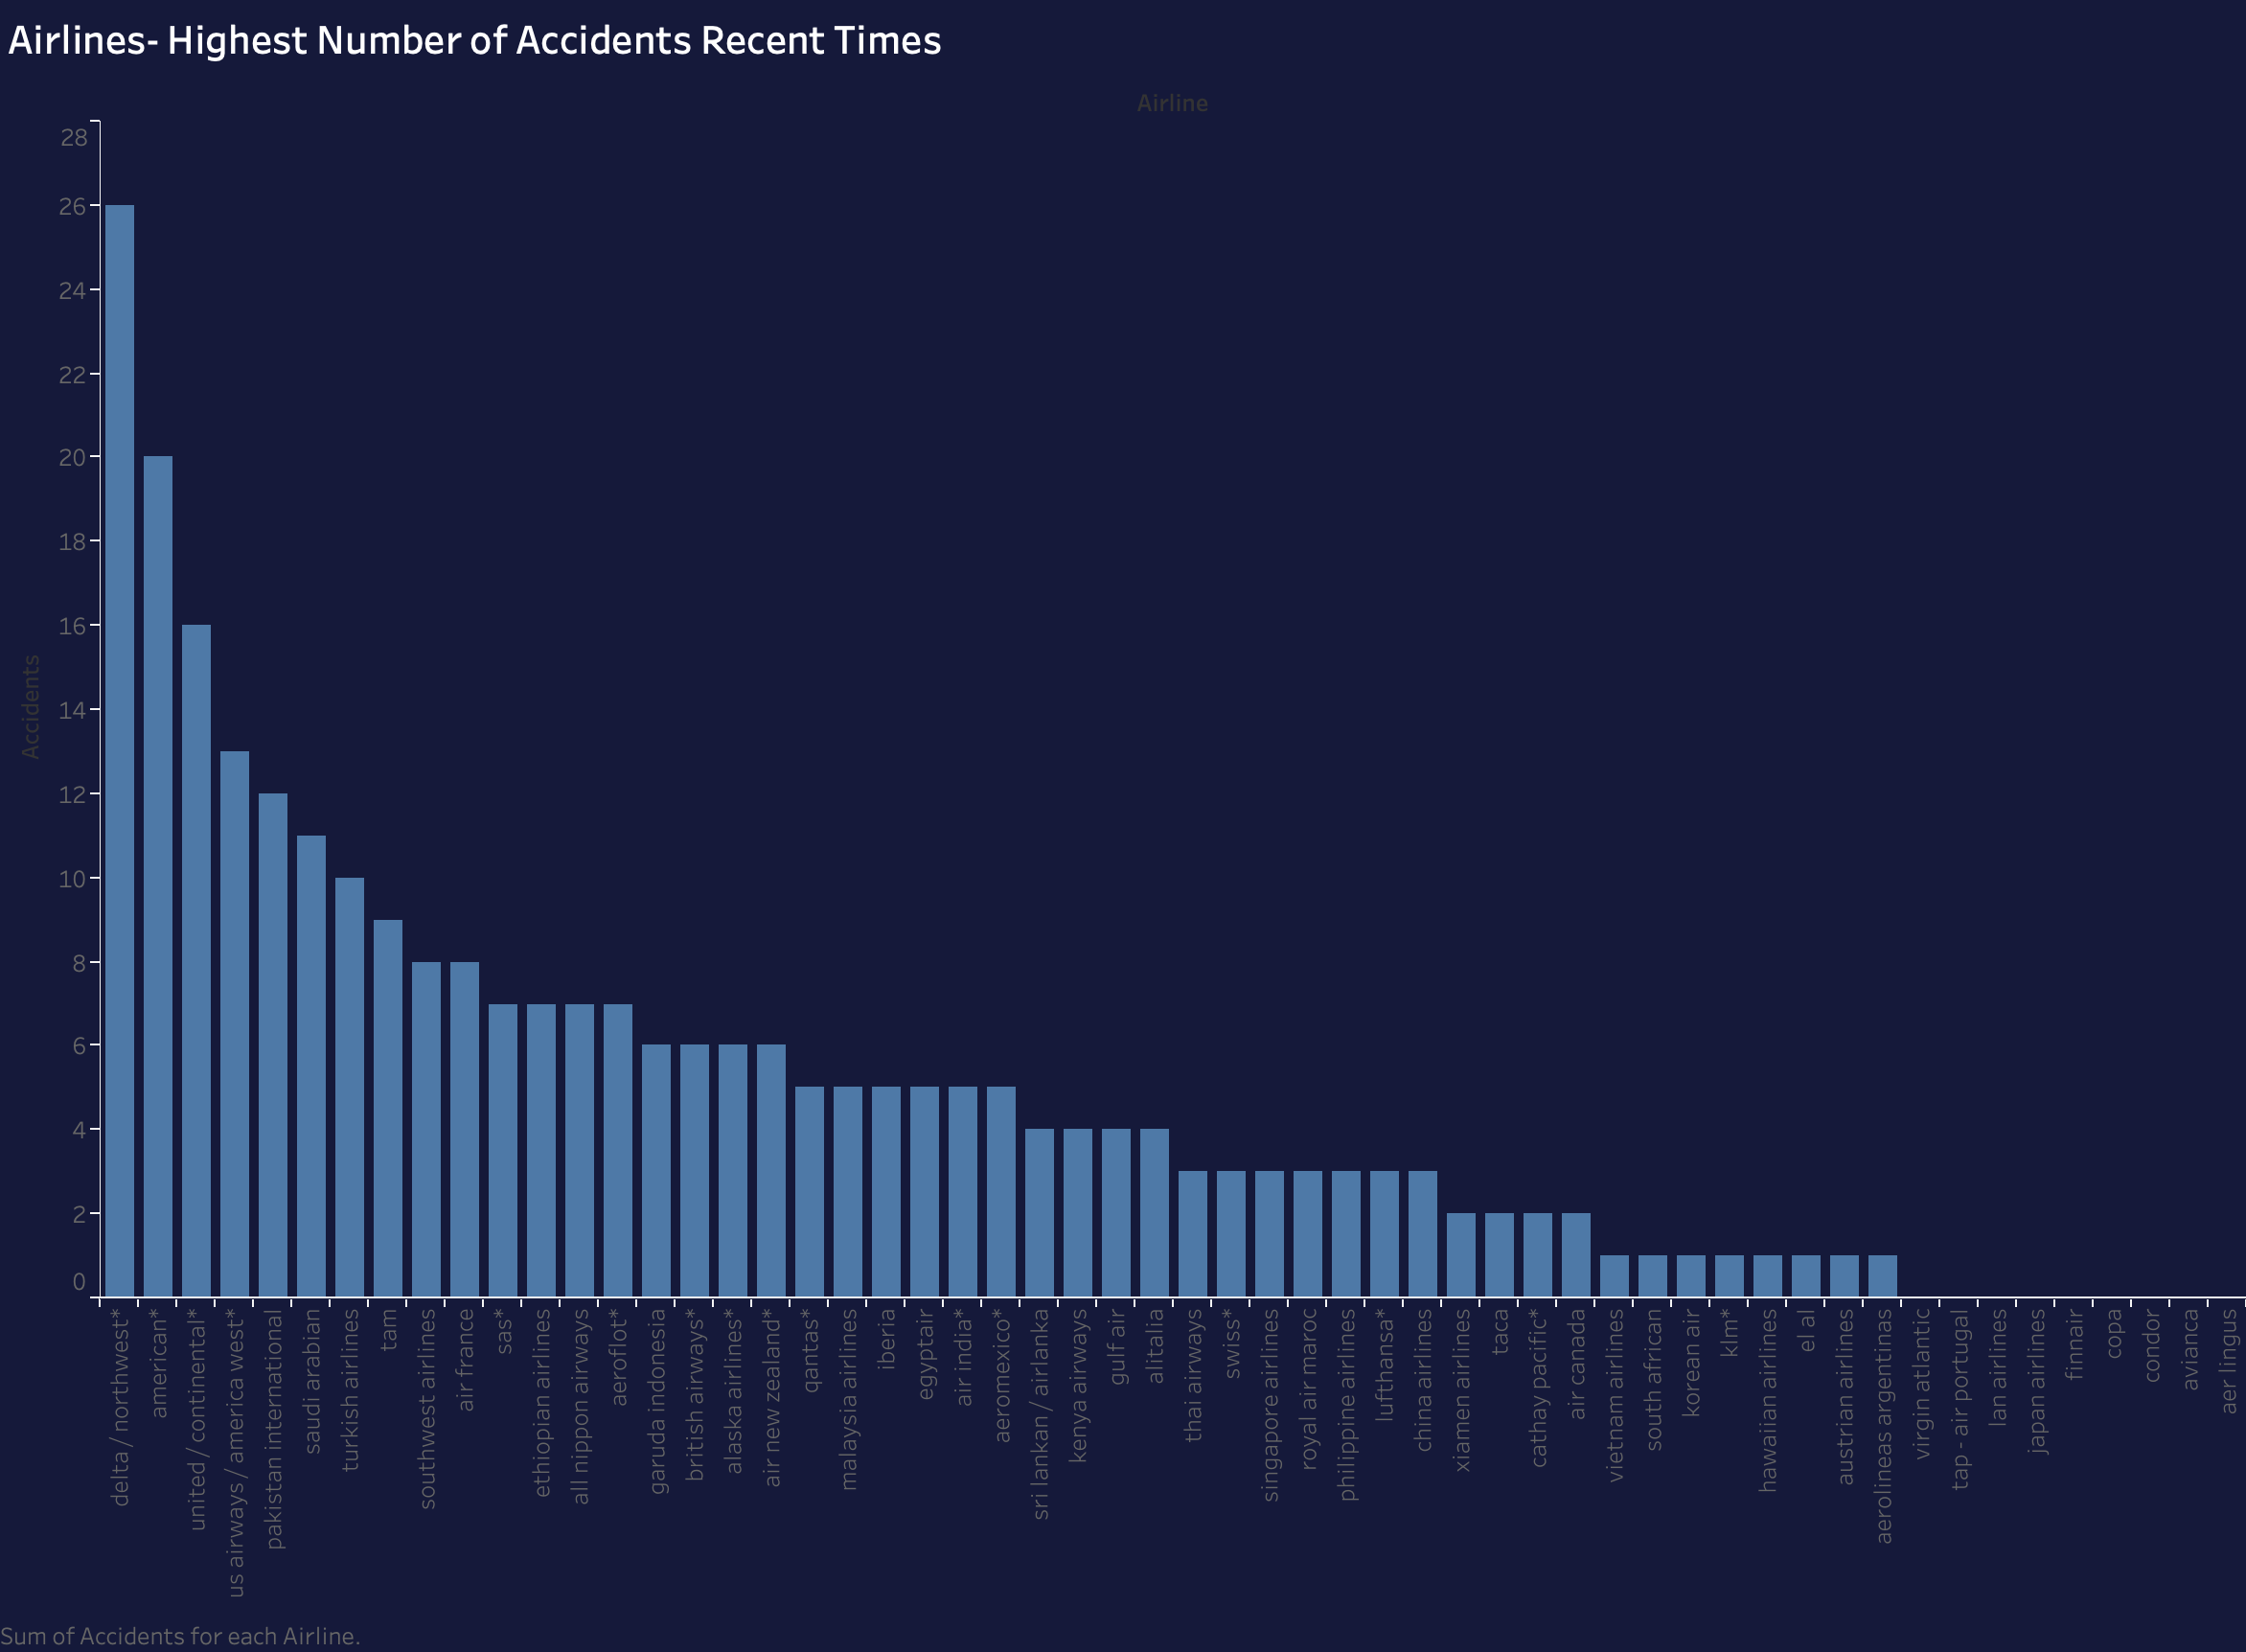 Airlines- Highest Number of Accidents Recent Times
Airline
28
26
24
22
20
18
16
14
12
10
8
6
4
2
0
Accidents
delta / northwest*
american*
united / continental*
us airways / america west*
pakistan international
saudi arabian
turkish airlines
tam
southwest airlines
air france
sas*
ethiopian airlines
all nippon airways
aeroflot*
garuda indonesia
british airways*
alaska airlines*
air new zealand*
qantas*
malaysia airlines
iberia
egyptair
air india*
aeromexico*
sri lankan / airlanka
kenya airways
gulf air
alitalia
thai airways
swiss*
singapore airlines
royal air maroc
philippine airlines
lufthansa*
china airlines
xiamen airlines
taca
cathay pacific*
air canada
vietnam airlines
south african
korean air
klm*
hawaiian airlines
el al
austrian airlines
aerolineas argentinas
virgin atlantic
tap - air portugal
lan airlines
japan airlines
finnair
copa
condor
avianca
aer lingus
Sum of Accidents for each Airline.